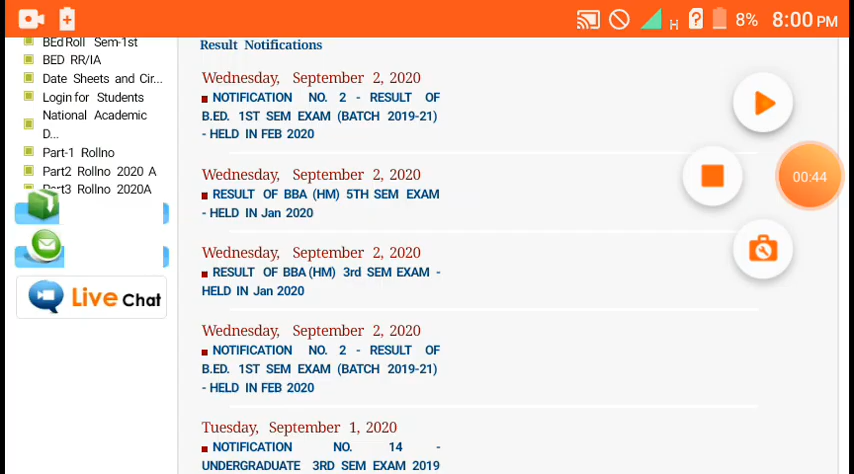 H 8% 8:00 PM
BEdRoll Sem-1st
BED RR/IA
Date Sheets and Cir...
Login for Students
National Academic
D...
Part-1 Rollno
Part2 Rollno 2020 A
Part3 Rollno 2020A
Live Chat
Result Notifications
Wednesday, September 2, 2020
NOTIFICATION NO. 2 - RESULT OF
B.ED. 1ST SEM EXAM (BATCH 2019-21)
- HELD IN FEB 2020
Wednesday, September 2, 2020
RESULT OF BBA (HM) 5TH SEM EXAM
- HELD IN Jan 2020
Wednesday, September 2, 2020
RESULT OF BBA (HM) 3rd SEM EXAM -
HELD IN Jan 2020
Wednesday, September 2, 2020
NOTIFICATION NO. 2 - RESULT OF
B.ED. 1ST SEM EXAM (BATCH 2019-21)
- HELD IN FEB 2020
Tuesday, September 1, 2020
NOTIFICATION NO. 14 -
UNDERGRADUATE 3RD SEM EXAM 2019
00:44